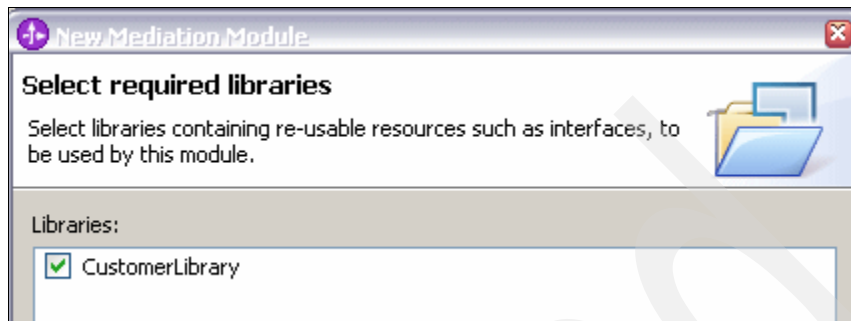 New Mediation Module
Select required libraries
Select libraries containing re-usable resources such as interfaces, to
be used by this module.
Libraries:
CustomerLibrary